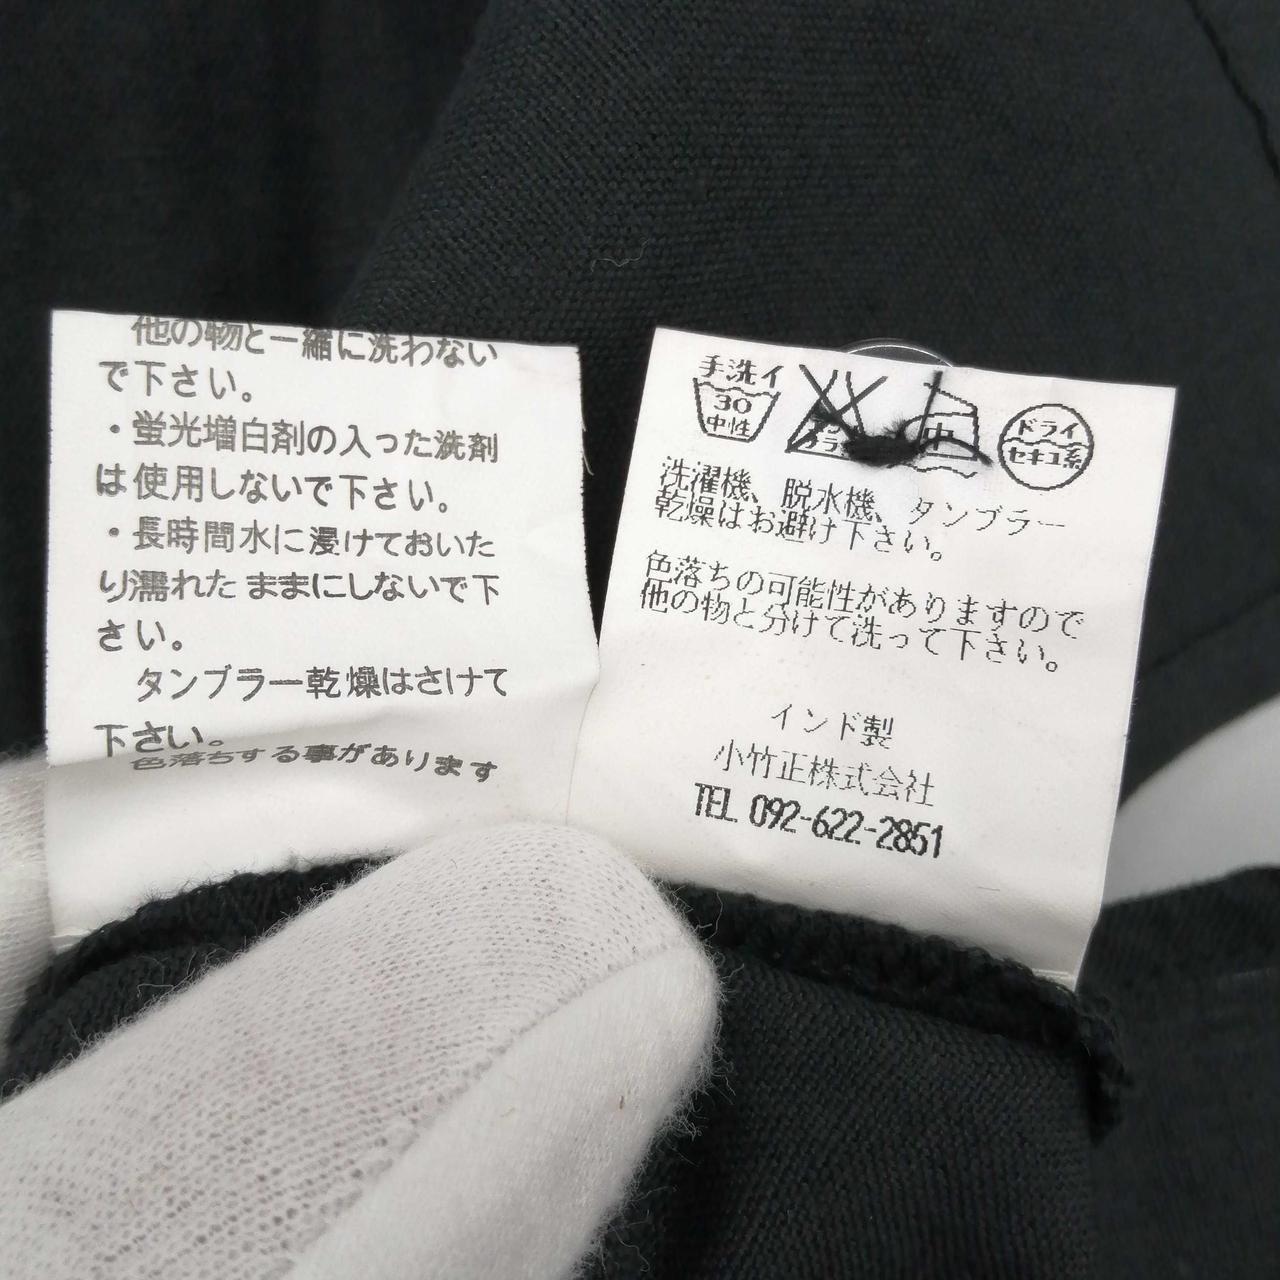 他の物と一緒に洗わない
で下さい。
・蛍光増白剤の入った洗剤
は使用しないで下さい。
・長時間水に浸けておいた
り濡れたままにしないで下
さい。
タンブラー乾燥はさけて
下さい。
色落ちする事があります
手洗イ
30
中性
中
ドライ
セキユ系
洗濯機、脱水機、タンブラー
乾燥はお避け下さい。
色落ちの可能性がありますので
他の物と分けて洗って下さい。
インド製
小竹正株式会社
TEL 092-622-2851